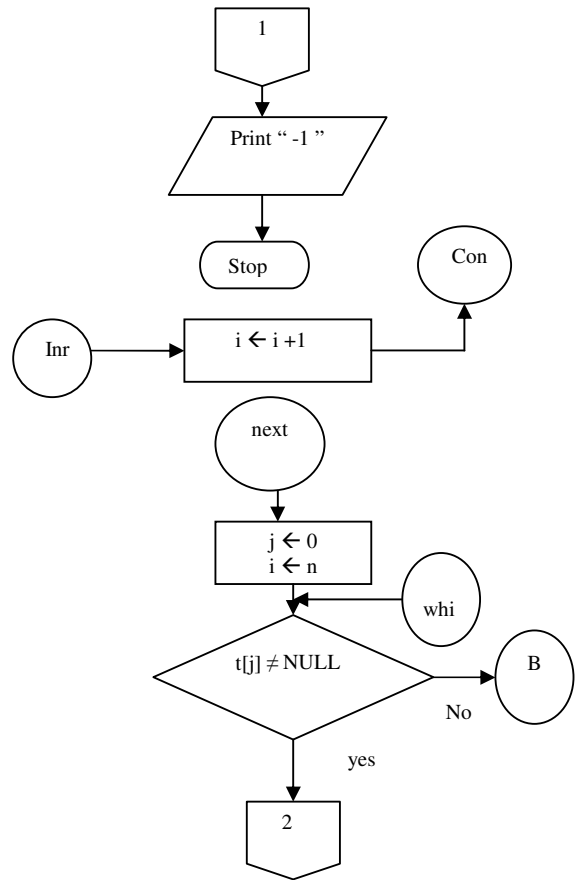 1
Print “ -1 ”
Stop
Con
Inr
i ← i +1
next
j ← 0
i ← n
whi
t[j] ≠ NULL
B
No
yes
2